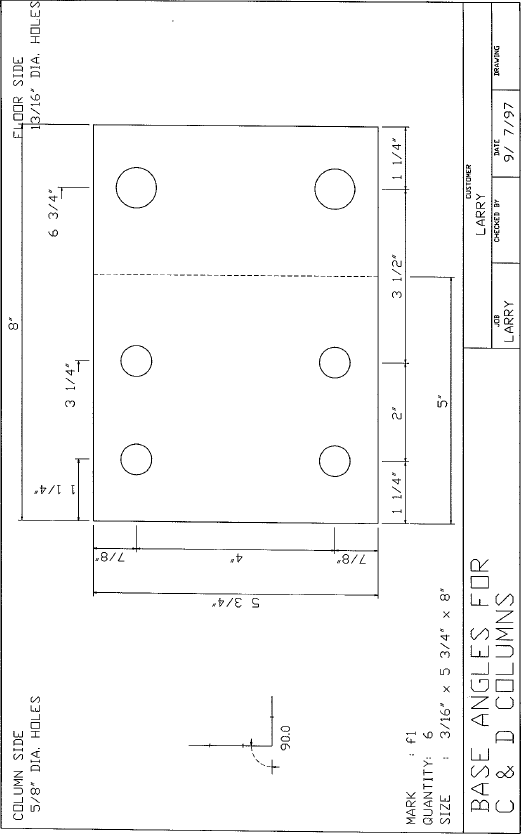 COLUMN SIDE
5/8" DIA. HOLES
FLOOR SIDE
13/16" DIA. HOLES
8"
1 1/4"
3 1/4"
6 3/4"
7/8"
4"
7/8"
5 3/4"
1 1/4"
2"
3 1/2"
1 1/4"
5"
90.0
MARK : f1
QUANTITY: 6
SIZE : 3/16" x 5 3/4" x 8"
BASE ANGLES FOR
C & D COLUMNS
CUSTOMER
LARRY
JOB
LARRY
CHECKED BY
DATE
9/ 7/97
DRAWING